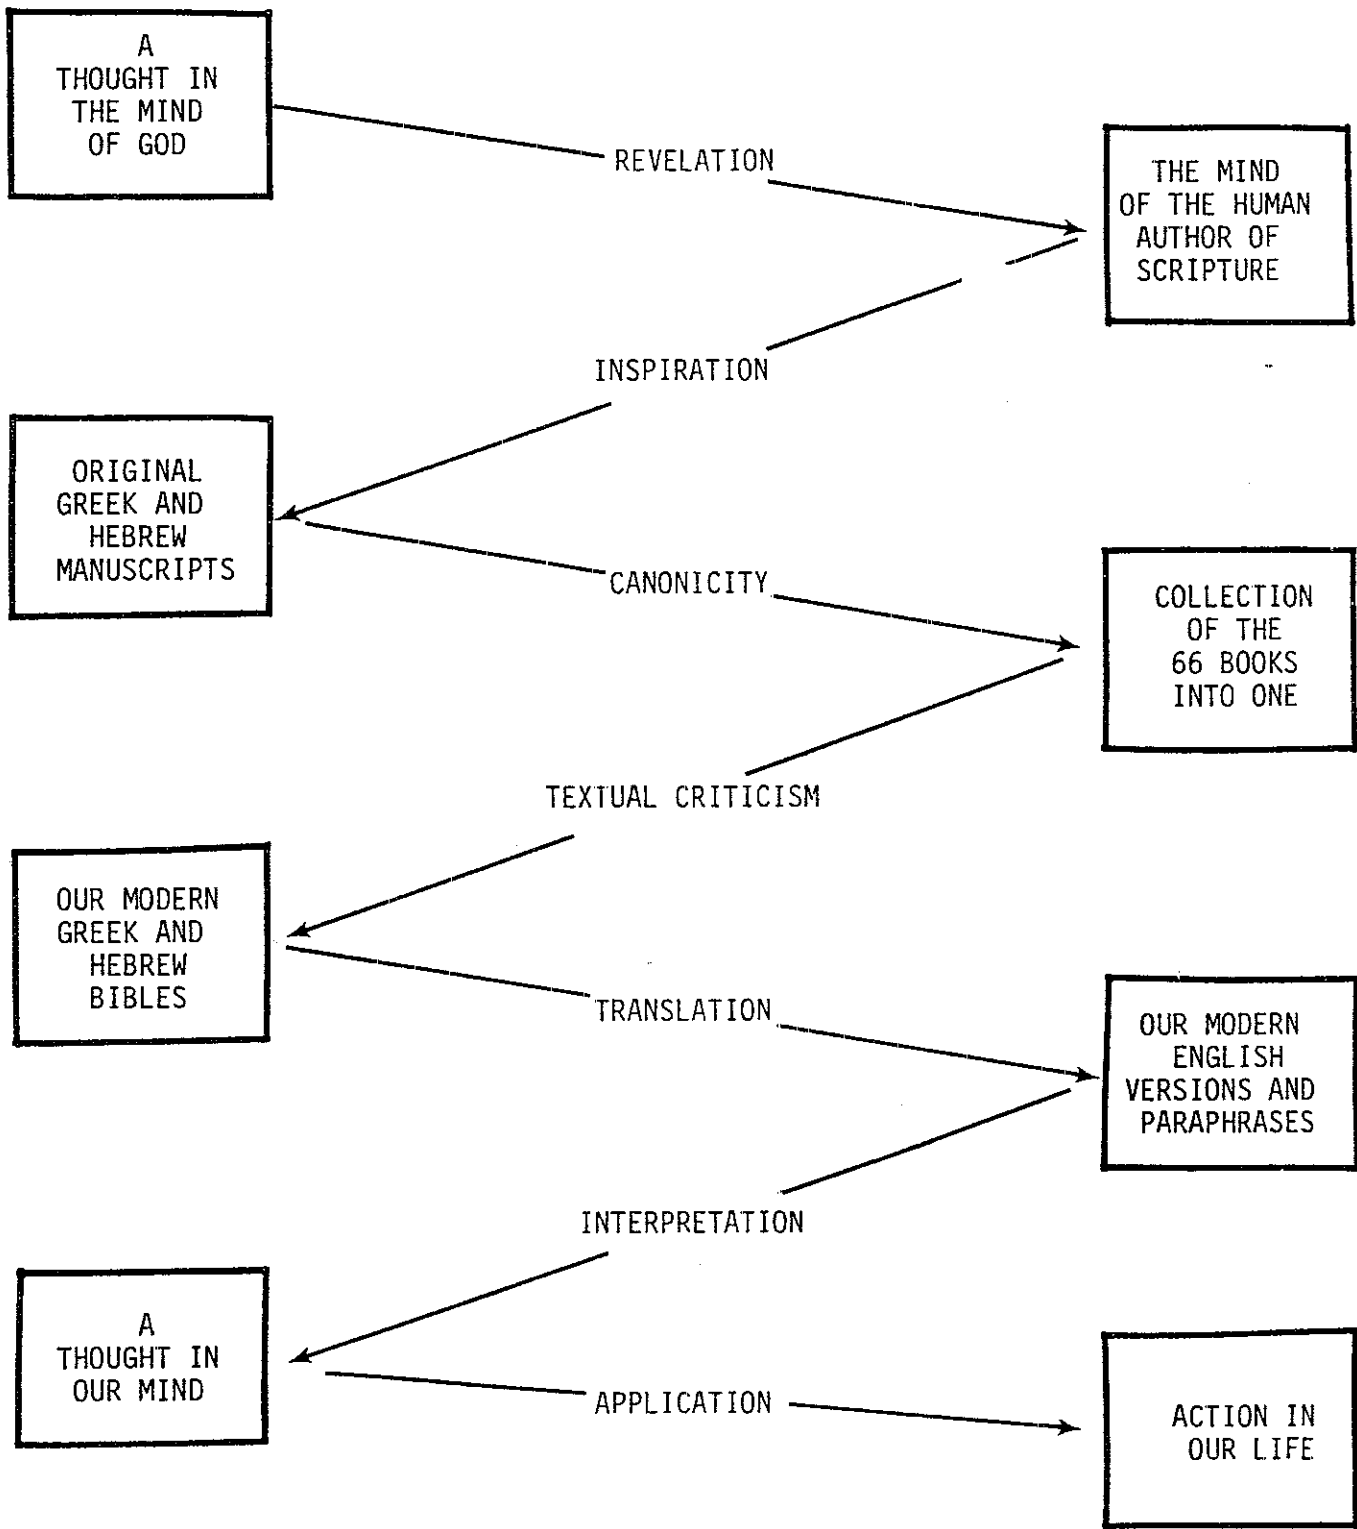 A
THOUGHT IN
THE MIND
OF GOD
REVELATION
THE MIND
OF THE HUMAN
AUTHOR OF
SCRIPTURE
INSPIRATION
ORIGINAL
GREEK AND
HEBREW
MANUSCRIPTS
CANONICITY
COLLECTION
OF THE
66 BOOKS
INTO ONE
TEXTUAL CRITICISM
OUR MODERN
GREEK AND
HEBREW
BIBLES
TRANSLATION
OUR MODERN
ENGLISH
VERSIONS AND
PARAPHRASES
INTERPRETATION
A
THOUGHT IN
OUR MIND
APPLICATION
ACTION IN
OUR LIFE